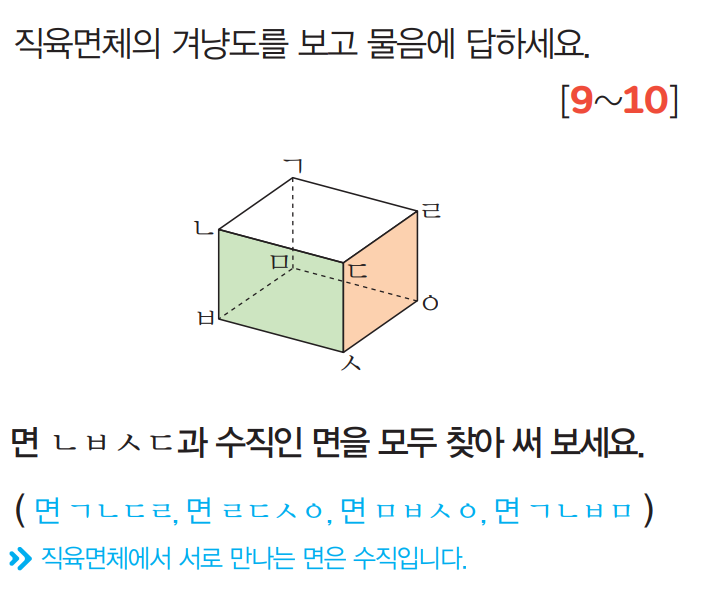 직육면체의 겨냥도를 보고 물음에 답하세요.
[9~10]
ㄱ
ㄹ
ㄴ
ㅁ
ㄷ
ㅂ
ㅇ
ㅅ
면 ㄴㅂㅅㄷ과 수직인 면을 모두 찾아 써 보세요.
( 면 ㄱㄴㄷㄹ, 면 ㄹㄷㅅㅇ, 면 ㅁㅂㅅㅇ, 면 ㄱㄴㅂㅁ )
» 직육면체에서 서로 만나는 면은 수직입니다.